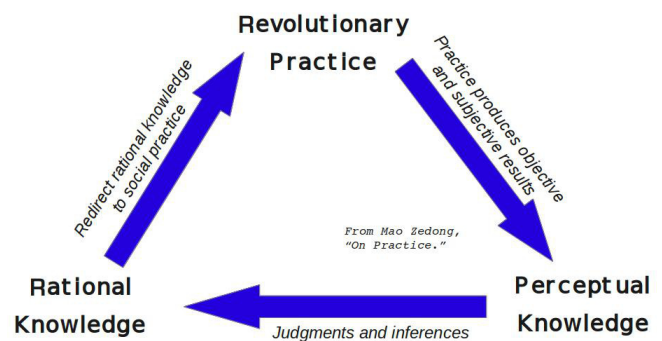 Revolutionary
Practice
Practice produces objective
and subjective results
Redirect rational knowledge
to social practice
From Mao Zedong,
“On Practice.”
Rational
Knowledge
Perceptual
Knowledge
Judgments and inferences